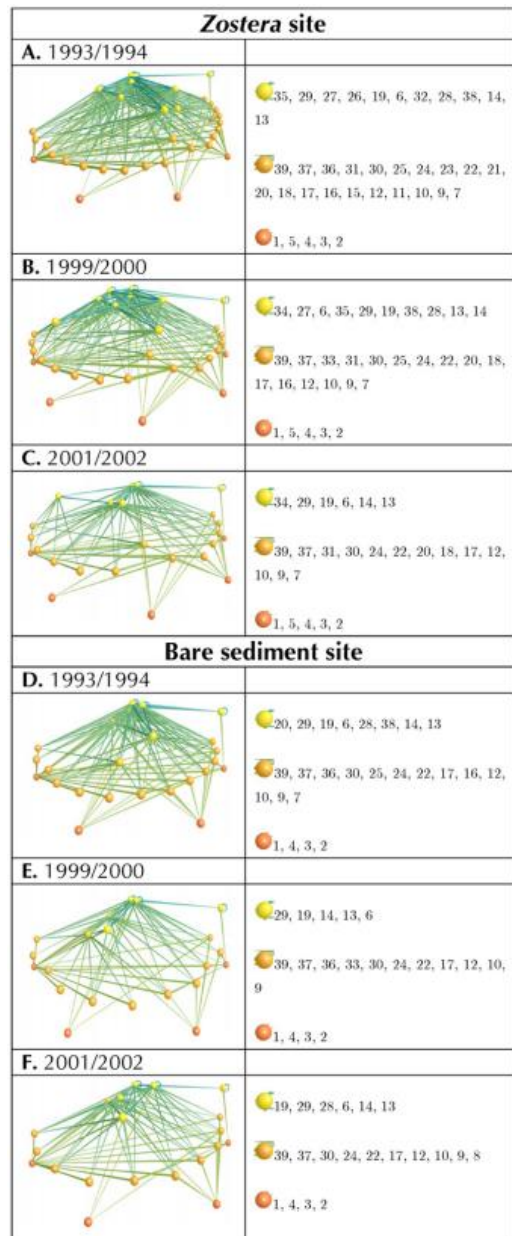 Zostera site
A. 1993/1994
35, 29, 27, 26, 19, 6, 32, 28, 38, 14,
13
39, 37, 36, 31, 30, 25, 24, 23, 22, 21,
20, 18, 17, 16, 15, 12, 11, 10, 9, 7
1, 5, 4, 3, 2
B. 1999/2000
34, 27, 6, 35, 29, 19, 38, 28, 13, 14
39, 37, 33, 31, 30, 25, 24, 22, 20, 18,
17, 16, 12, 10, 9, 7
1, 5, 4, 3, 2
C. 2001/2002
34, 29, 19, 6, 14, 13
39, 37, 31, 30, 24, 22, 20, 18, 17, 12,
10, 9, 7
1, 5, 4, 3, 2
Bare sediment site
D. 1993/1994
20, 29, 19, 6, 28, 38, 14, 13
39, 37, 36, 30, 25, 24, 22, 17, 16, 12,
10, 9, 7
1, 4, 3, 2
E. 1999/2000
29, 19, 14, 13, 6
39, 37, 36, 33, 30, 24, 22, 17, 12, 10,
9
1, 4, 3, 2
F. 2001/2002
19, 29, 28, 6, 14, 13
39, 37, 30, 24, 22, 17, 12, 10, 9, 8
1, 4, 3, 2